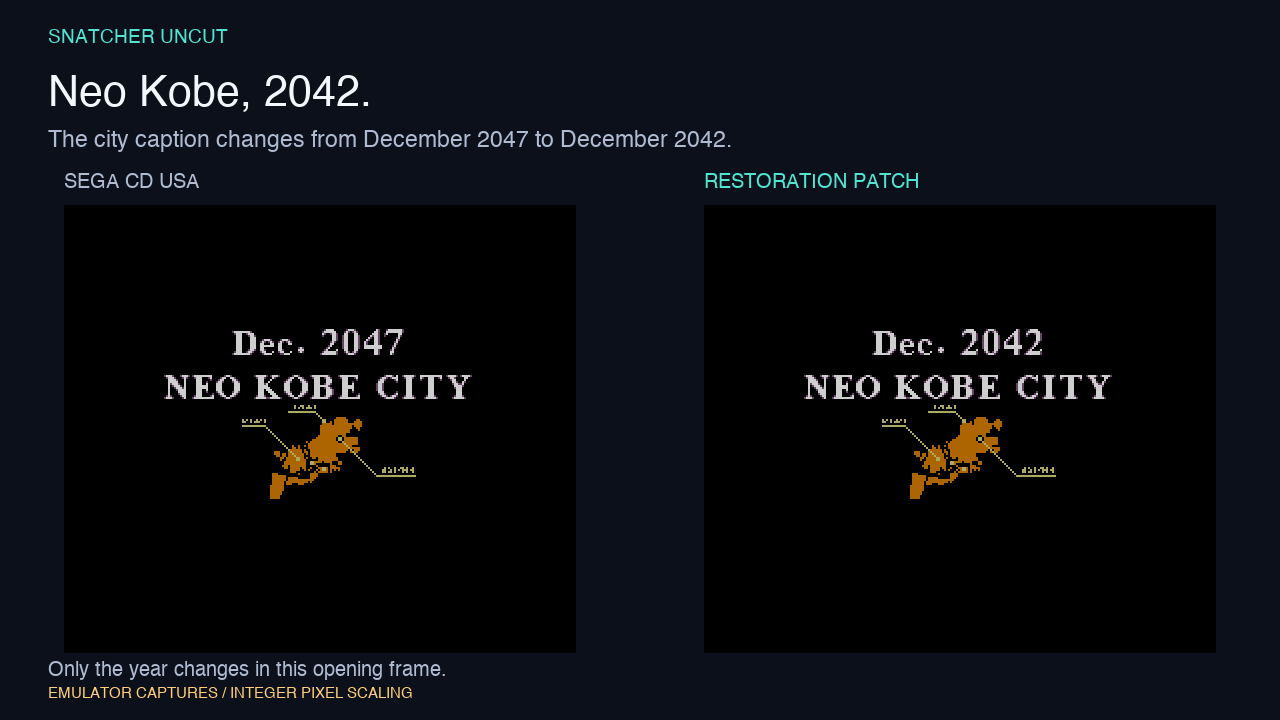 SNATCHER UNCUT
Neo Kobe, 2042.
The city caption changes from December 2047 to December 2042.
SEGA CD USA
RESTORATION PATCH
Dec. 2047
NEO KOBE CITY
Dec. 2042
NEO KOBE CITY
Only the year changes in this opening frame.
EMULATOR CAPTURES / INTEGER PIXEL SCALING